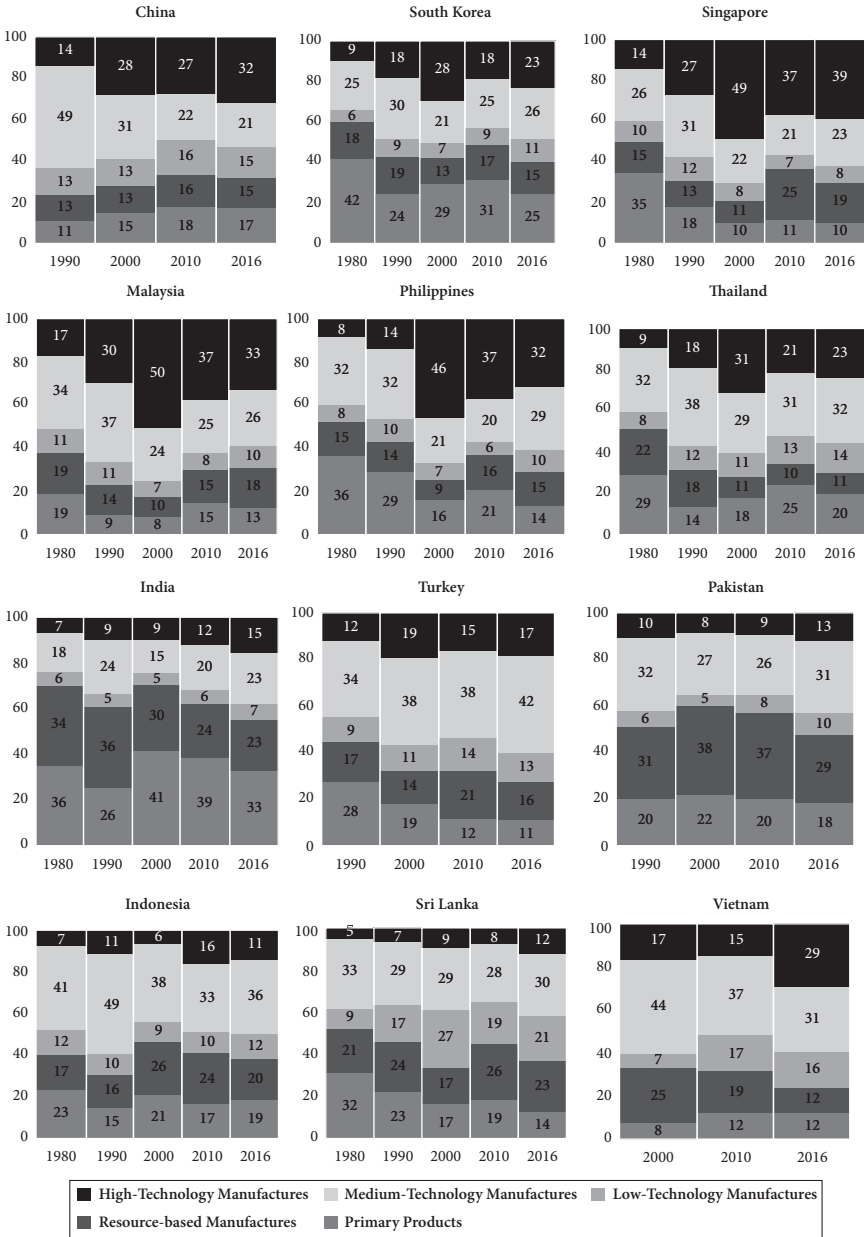 China
100
80
60
40
20
0
14 28 27 32
49 31 22 21
13 13 16 15
13 13 16 15
11 15 18 17
1990 2000 2010 2016
South Korea
100
80
60
40
20
0
9 18 28 18 23
25 30 21 25 26
6 9 7 9 11
18 19 13 17 15
42 24 29 31 25
1980 1990 2000 2010 2016
Singapore
100
80
60
40
20
0
14 27 49 37 39
26 31 22 21 23
10 12 8 7 8
15 13 11 25 19
35 18 10 11 10
1980 1990 2000 2010 2016
Malaysia
100
80
60
40
20
0
17 30 50 37 33
34 37 24 25 26
11 11 7 8 10
19 14 10 15 18
19 9 8 15 13
1980 1990 2000 2010 2016
Philippines
100
80
60
40
20
0
8 14 46 37 32
32 32 21 20 29
8 10 7 6 10
15 14 9 16 15
36 29 16 21 14
1980 1990 2000 2010 2016
Thailand
100
80
60
40
20
0
9 18 31 21 23
32 38 29 31 32
8 12 11 13 14
22 18 11 10 11
29 14 18 25 20
1980 1990 2000 2010 2016
India
100
80
60
40
20
0
7 9 9 12 15
18 24 15 20 23
6 5 5 6 7
34 36 30 24 23
36 26 41 39 33
1980 1990 2000 2010 2016
Turkey
100
80
60
40
20
0
12 19 15 17
34 38 38 42
9 11 14 13
17 14 21 16
28 19 12 11
1990 2000 2010 2016
Pakistan
100
80
60
40
20
0
10 8 9 13
32 27 26 31
6 5 8 10
31 38 37 29
20 22 20 18
1990 2000 2010 2016
Indonesia
100
80
60
40
20
0
7 11 6 16 11
41 49 38 33 36
12 10 9 10 12
17 16 26 24 20
23 15 21 17 19
1980 1990 2000 2010 2016
Sri Lanka
100
80
60
40
20
0
5 7 9 8 12
33 29 29 28 30
9 17 27 19 21
21 24 17 26 23
32 23 17 19 14
1980 1990 2000 2010 2016
Vietnam
100
80
60
40
20
0
17 15 29
44 37 31
7 17 16
25 19 12
8 12 12
2000 2010 2016
High-Technology Manufactures Medium-Technology Manufactures Low-Technology Manufactures
Resource-based Manufactures Primary Products